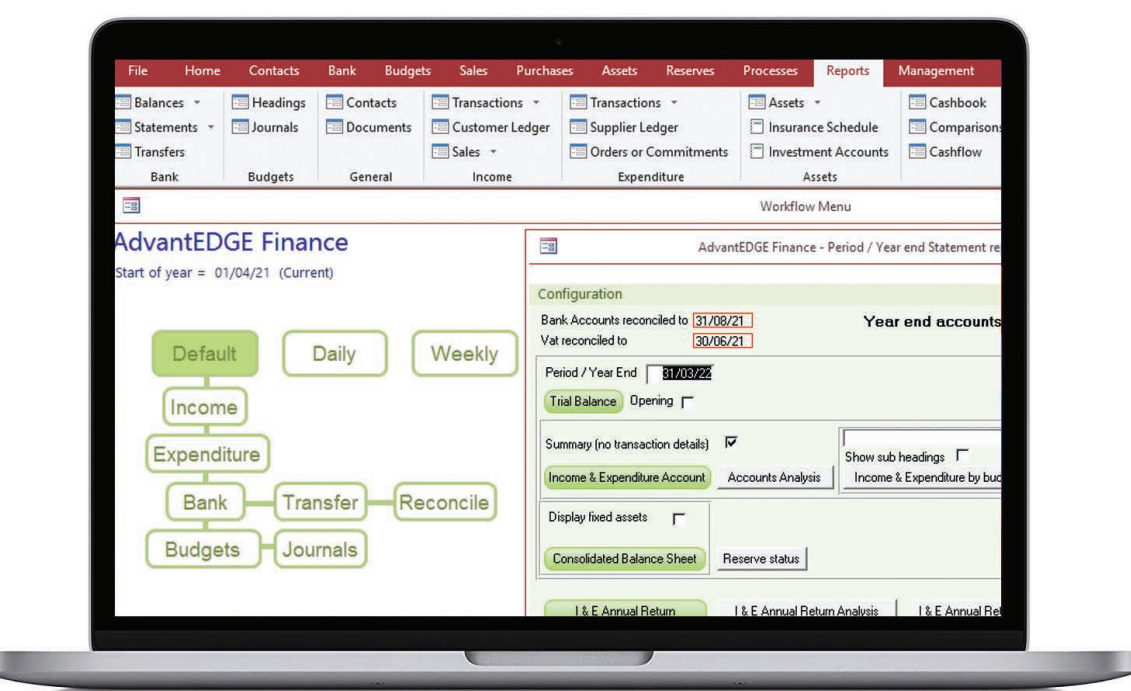 File Home Contacts Bank Budgets Sales Purchases Assets Reserves Processes Reports Management
Balances Headings Contacts Transactions Transactions Assets Cashbook
Statements Journals Documents Customer Ledger Supplier Ledger Insurance Schedule Comparisons
Transfers Sales Orders or Commitments Investment Accounts Cashflow
Bank Budgets General Income Expenditure Assets
Workflow Menu
AdvantEDGE Finance
Start of year = 01/04/21 (Current)
Default Daily Weekly
Income
Expenditure
Bank Transfer Reconcile
Budgets Journals
AdvantEDGE Finance - Period / Year end Statement re
Configuration
Bank Accounts reconciled to 31/08/21 Year end accounts
Vat reconciled to 30/06/21
Period / Year End 31/03/22
Trial Balance Opening
Summary (no transaction details)
Show sub headings
Income & Expenditure Account Accounts Analysis Income & Expenditure by bud
Display fixed assets
Consolidated Balance Sheet Reserve status
I & E Annual Return I & E Annual Return Analysis I & E Annual Ret